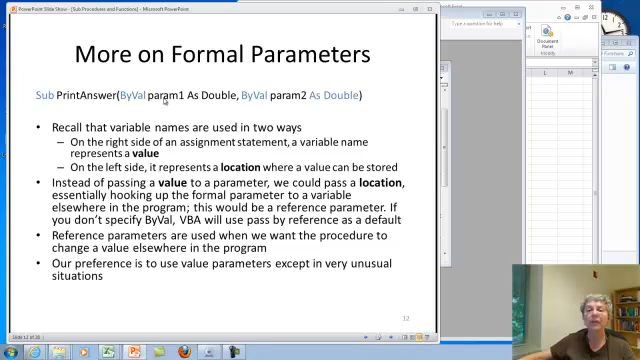 PowerPoint Slide Show - [Sub Procedures and Functions] - Microsoft PowerPoint
Type a question for help
Document
Panel
Modify
L
M
More on Formal Parameters
Sub PrintAnswer(ByVal param1 As Double, ByVal param2 As Double)
• Recall that variable names are used in two ways
– On the right side of an assignment statement, a variable name
represents a value
– On the left side, it represents a location where a value can be stored
• Instead of passing a value to a parameter, we could pass a location,
essentially hooking up the formal parameter to a variable
elsewhere in the program; this would be a reference parameter. If
you don't specify ByVal, VBA will use pass by reference as a default
• Reference parameters are used when we want the procedure to
change a value elsewhere in the program
• Our preference is to use value parameters except in very unusual
situations
12